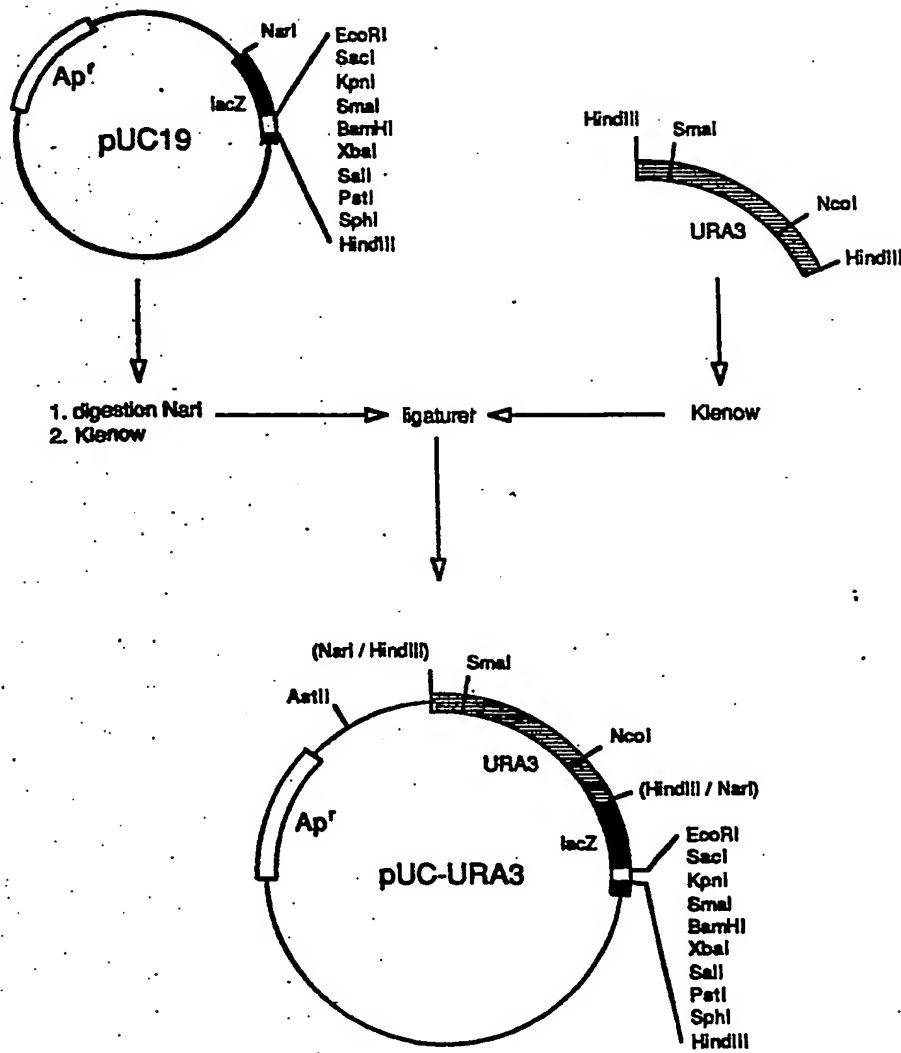 NarI
EcoRI
SacI
KpnI
SmaI
BamHI
XbaI
SalI
PstI
SphI
HindIII
Apʳ
lacZ
pUC19
HindIII
SmaI
NcoI
URA3
HindIII
1. digestion NarI
2. Klenow
ligature1
Klenow
(NarI / HindIII)
SmaI
AatII
NcoI
URA3
(HindIII / NarI)
Apʳ
lacZ
pUC-URA3
EcoRI
SacI
KpnI
SmaI
BamHI
XbaI
SalI
PstI
SphI
HindIII